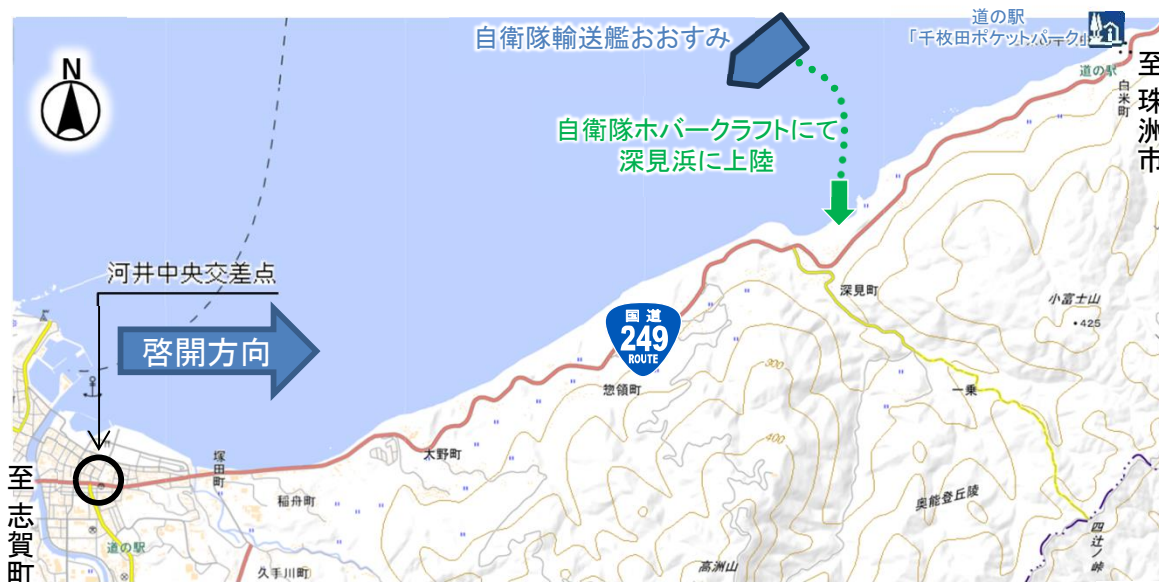 道の駅
「千枚田ポケットパーク」
自衛隊輸送艦おおすみ
N
道の駅
至 珠洲市
白米町
自衛隊ホバークラフトにて
深見浜に上陸
河井中央交差点
啓開方向
国道
249
ROUTE
深見町
小富士山
425
300
惣領町
一乗
400
太野町
塚田町
稲舟町
奥能登丘陵
至 志賀町
道の駅
四辻ノ峠
久手川町
高洲山